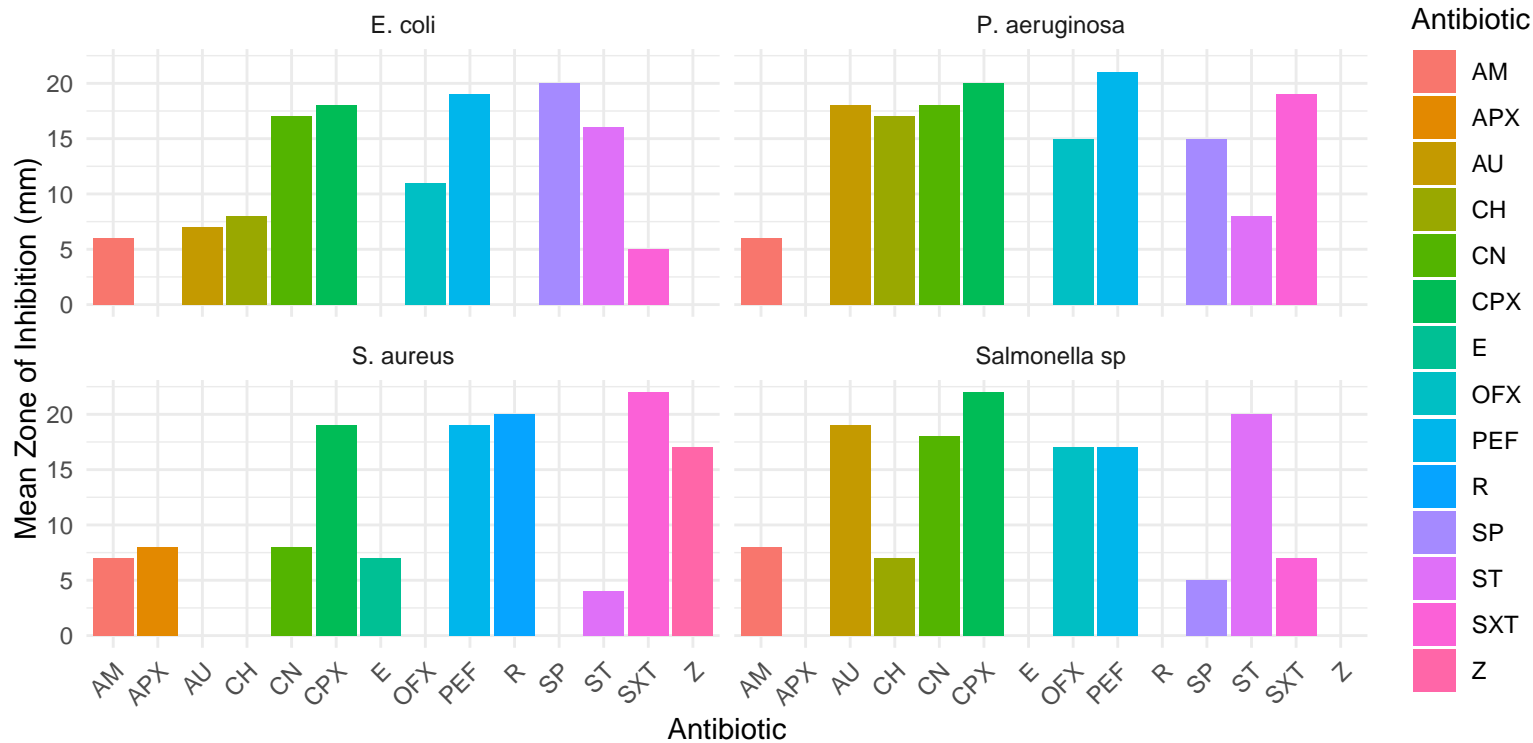 E. coli
P. aeruginosa
20
15
10
5
0
S. aureus
Salmonella sp
20
15
10
5
0
AM APX AU CH CN CPX E OFX PEF R SP ST SXT Z
AM APX AU CH CN CPX E OFX PEF R SP ST SXT Z
Antibiotic
Mean Zone of Inhibition (mm)
Antibiotic
AM
APX
AU
CH
CN
CPX
E
OFX
PEF
R
SP
ST
SXT
Z